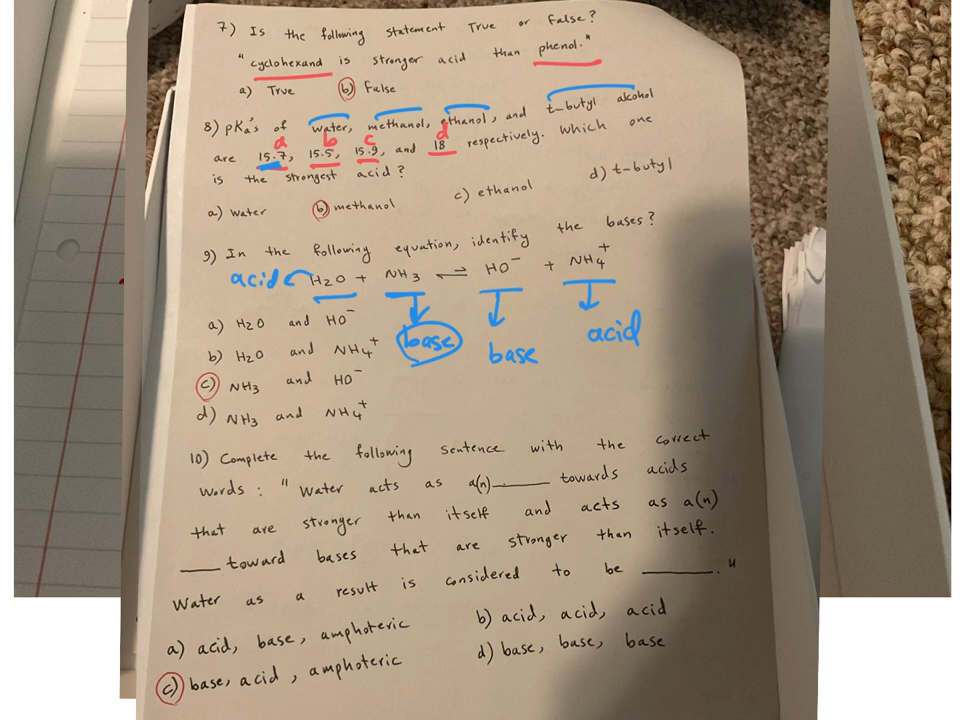 7) Is the following statement True or False?
" cyclohexanol is stronger acid than phenol."
a) True b) False
8) pKa's of water, methanol, ethanol, and t-butyl alcohol
a b c d
are 15.7, 15.5, 15.9, and 18 respectively. Which one
is the strongest acid?
a) water b) methanol c) ethanol d) t-butyl
9) In the following equation, identify the bases?
acid H2O + NH3 ⇌ HO⁻ + NH4⁺
base base acid
a) H2O and HO⁻
b) H2O and NH4⁺
c) NH3 and HO⁻
d) NH3 and NH4⁺
10) Complete the following sentence with the correct
words : " Water acts as a(n)______ towards acids
that are stronger than itself and acts as a(n)
____ toward bases that are stronger than itself.
Water as a result is considered to be ______ . "
a) acid, base, amphoteric b) acid, acid, acid
c) base, acid, amphoteric d) base, base, base